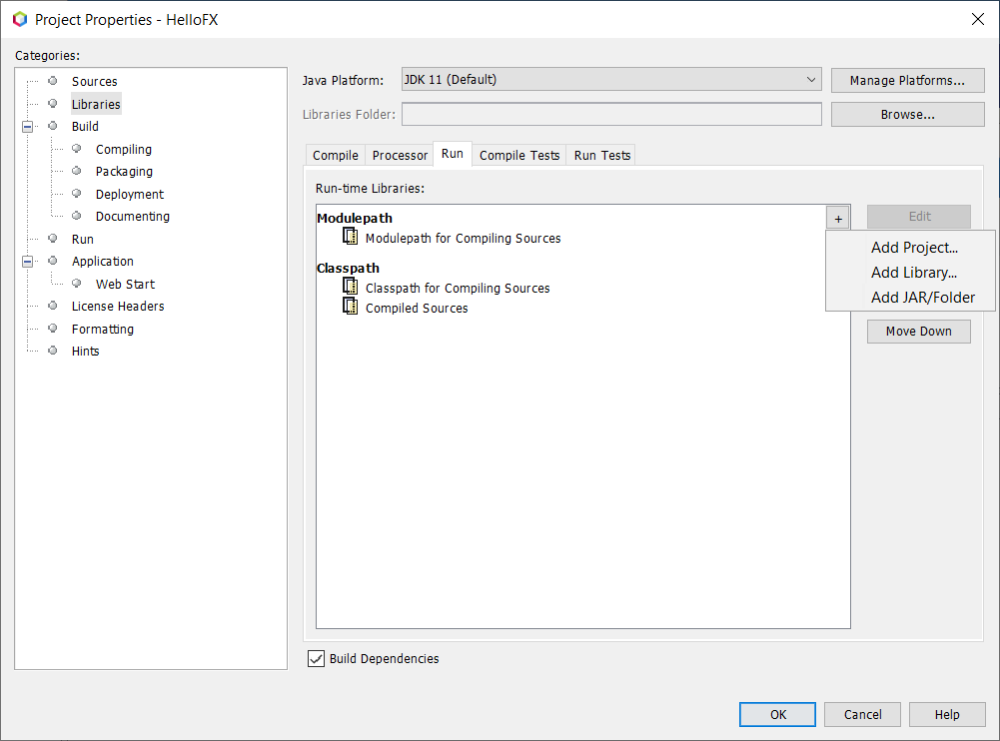 Project Properties - HelloFX
Categories:
Sources
Libraries
Build
Compiling
Packaging
Deployment
Documenting
Run
Application
Web Start
License Headers
Formatting
Hints
Java Platform: JDK 11 (Default) Manage Platforms...
Libraries Folder: Browse...
Compile Processor Run Compile Tests Run Tests
Run-time Libraries:
Modulepath + Edit
Modulepath for Compiling Sources
Classpath
Classpath for Compiling Sources
Compiled Sources
Add Project...
Add Library...
Add JAR/Folder
Move Down
Build Dependencies
OK Cancel Help